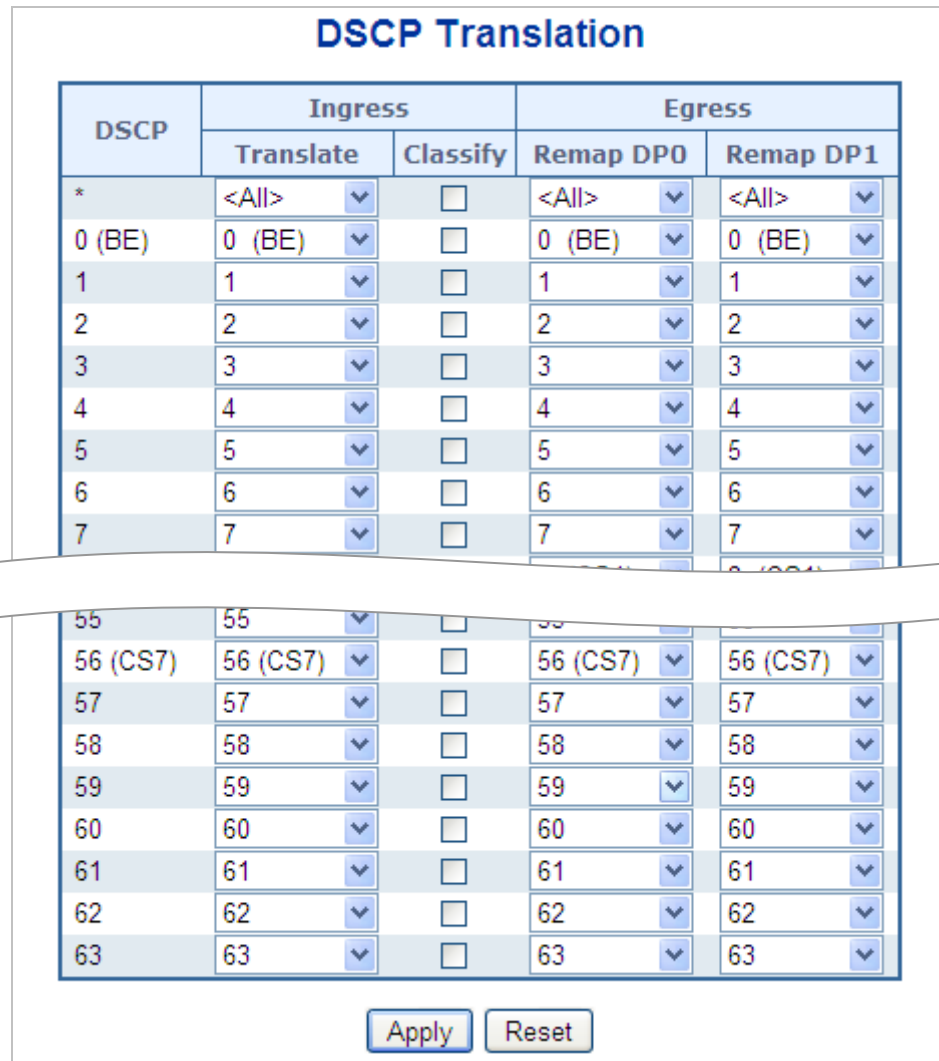 DSCP Translation
DSCP Ingress Egress
Translate Classify Remap DP0 Remap DP1
* <All> <All> <All>
0 (BE) 0 (BE) 0 (BE) 0 (BE)
1 1 1 1
2 2 2 2
3 3 3 3
4 4 4 4
5 5 5 5
6 6 6 6
7 7 7 7
55 55
56 (CS7) 56 (CS7) 56 (CS7) 56 (CS7)
57 57 57 57
58 58 58 58
59 59 59 59
60 60 60 60
61 61 61 61
62 62 62 62
63 63 63 63
Apply Reset